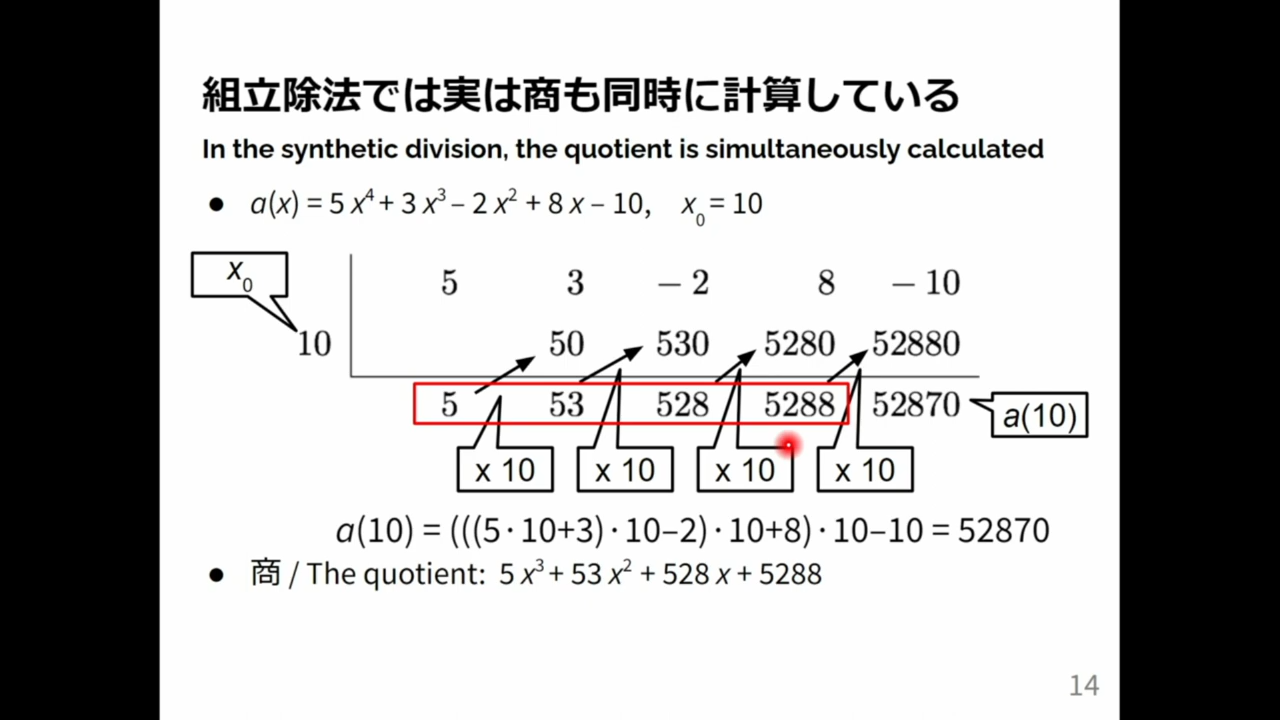 組立除法では実は商も同時に計算している
In the synthetic division, the quotient is simultaneously calculated
● a(x) = 5 x⁴ + 3 x³ – 2 x² + 8 x – 10, x₀ = 10
x₀
5 3 − 2 8 − 10
10 50 530 5280 52880
5 53 528 5288 52870 a(10)
x 10 x 10 x 10 x 10
a(10) = (((5·10+3)·10–2)·10+8)·10–10 = 52870
● 商 / The quotient: 5 x³ + 53 x² + 528 x + 5288
14